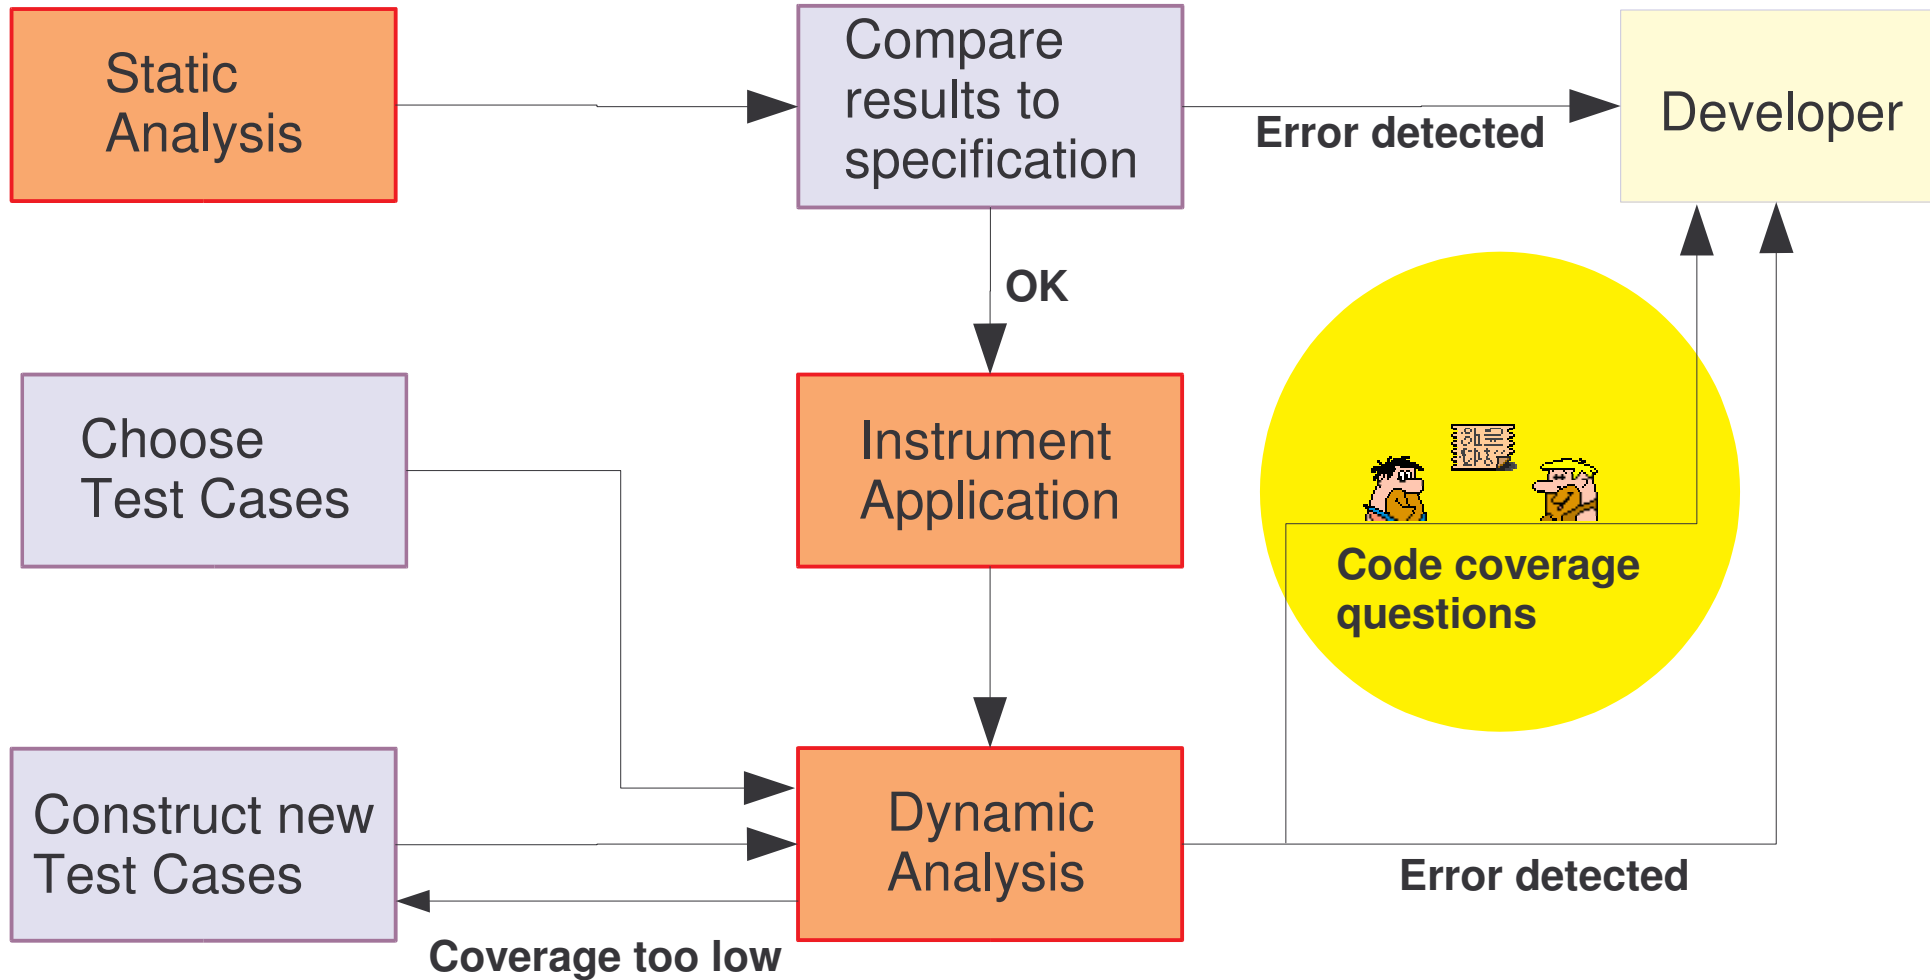 Static
Analysis
Compare
results to
specification
Error detected
Developer
OK
Choose
Test Cases
Instrument
Application
Code coverage
questions
Construct new
Test Cases
Dynamic
Analysis
Error detected
Coverage too low